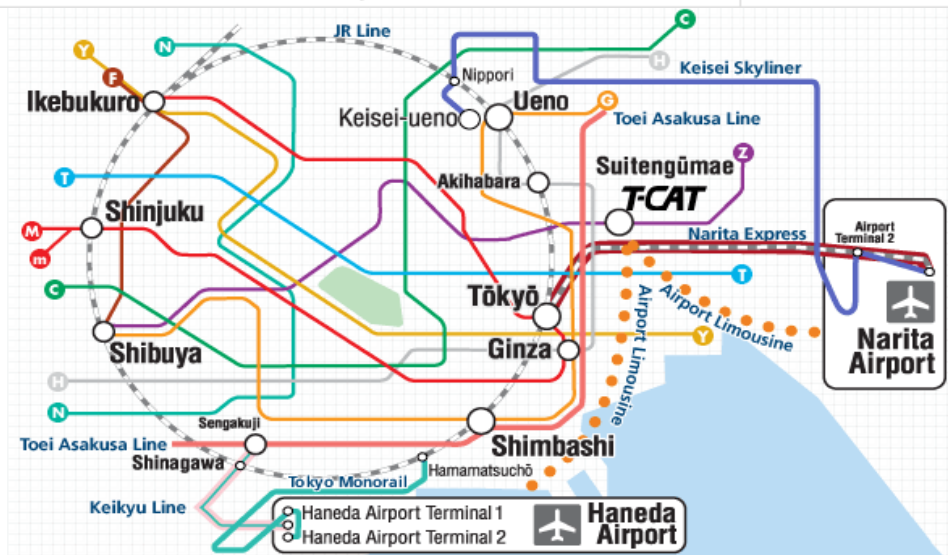 JR Line
C
Y
N
H
F
Nippori
Keisei Skyliner
Ikebukuro
Ueno
G
Keisei-ueno
Toei Asakusa Line
Z
Suitengūmae
T-CAT
T
Akihabara
Shinjuku
M
m
Narita Express
Airport
Terminal 2
C
T
Tōkyō
Airport Limousine
Airport Limousine
Y
Narita
Airport
Shibuya
Ginza
H
N
Sengakuji
Toei Asakusa Line
Shimbashi
Shinagawa
Hamamatsuchō
Tokyo Monorail
Keikyu Line
Haneda Airport Terminal 1
Haneda Airport Terminal 2
Haneda
Airport